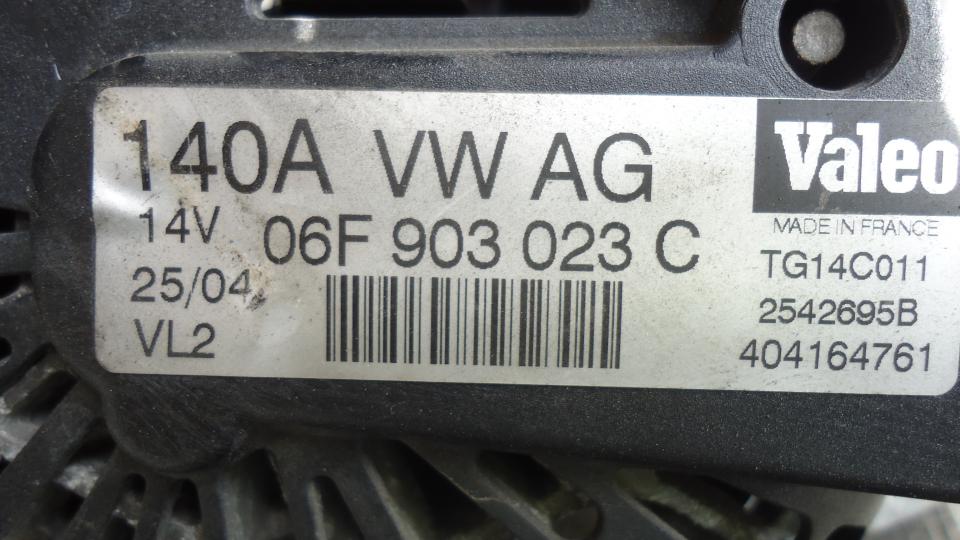 140A VW AG
14V 06F 903 023 C
25/04
VL2
Valeo
MADE IN FRANCE
TG14C011
2542695B
404164761